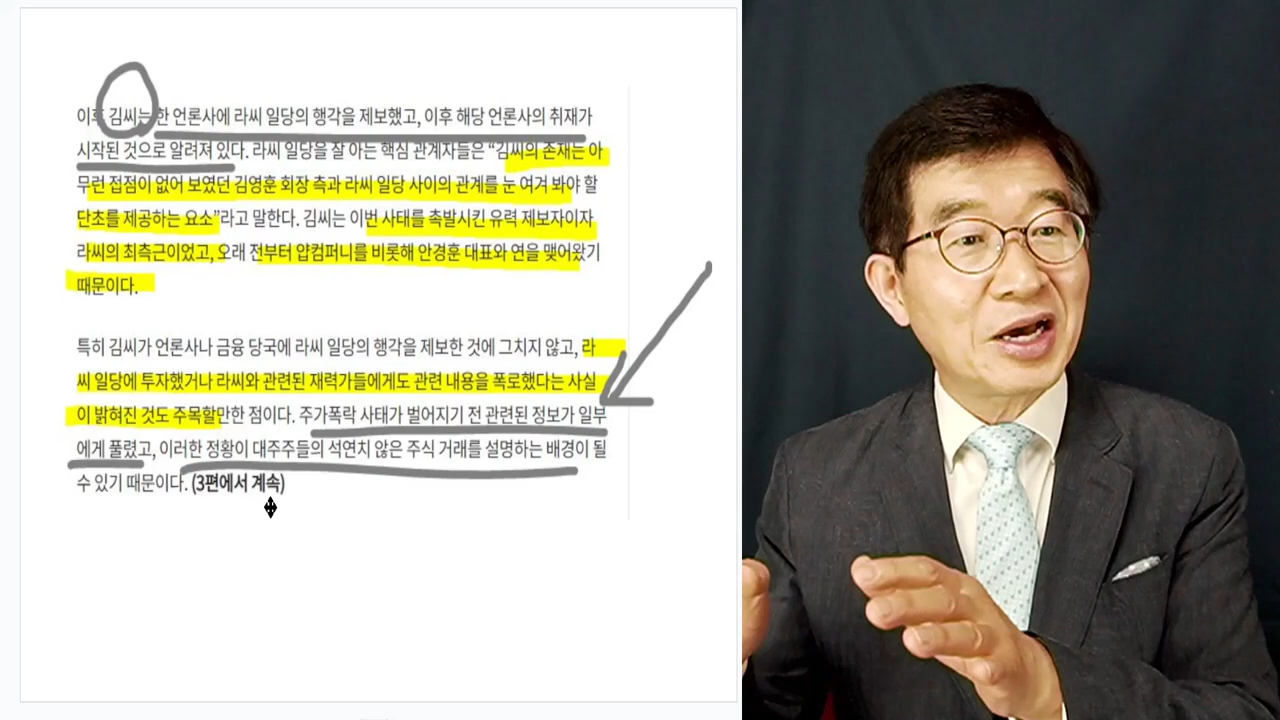 이후 김씨는 한 언론사에 라씨 일당의 행각을 제보했고, 이후 해당 언론사의 취재가
시작된 것으로 알려져 있다. 라씨 일당을 잘 아는 핵심 관계자들은 “김씨의 존재는 아
무런 접점이 없어 보였던 김영훈 회장 측과 라씨 일당 사이의 관계를 눈 여겨 봐야 할
단초를 제공하는 요소”라고 말한다. 김씨는 이번 사태를 촉발시킨 유력 제보자이자
라씨의 최측근이었고, 오래 전부터 얍컴퍼니를 비롯해 안경훈 대표와 연을 맺어왔기
때문이다.
특히 김씨가 언론사나 금융 당국에 라씨 일당의 행각을 제보한 것에 그치지 않고, 라
씨 일당에 투자했거나 라씨와 관련된 재력가들에게도 관련 내용을 폭로했다는 사실
이 밝혀진 것도 주목할만한 점이다. 주가폭락 사태가 벌어지기 전 관련된 정보가 일부
에게 풀렸고, 이러한 정황이 대주주들의 석연치 않은 주식 거래를 설명하는 배경이 될
수 있기 때문이다. (3편에서 계속)